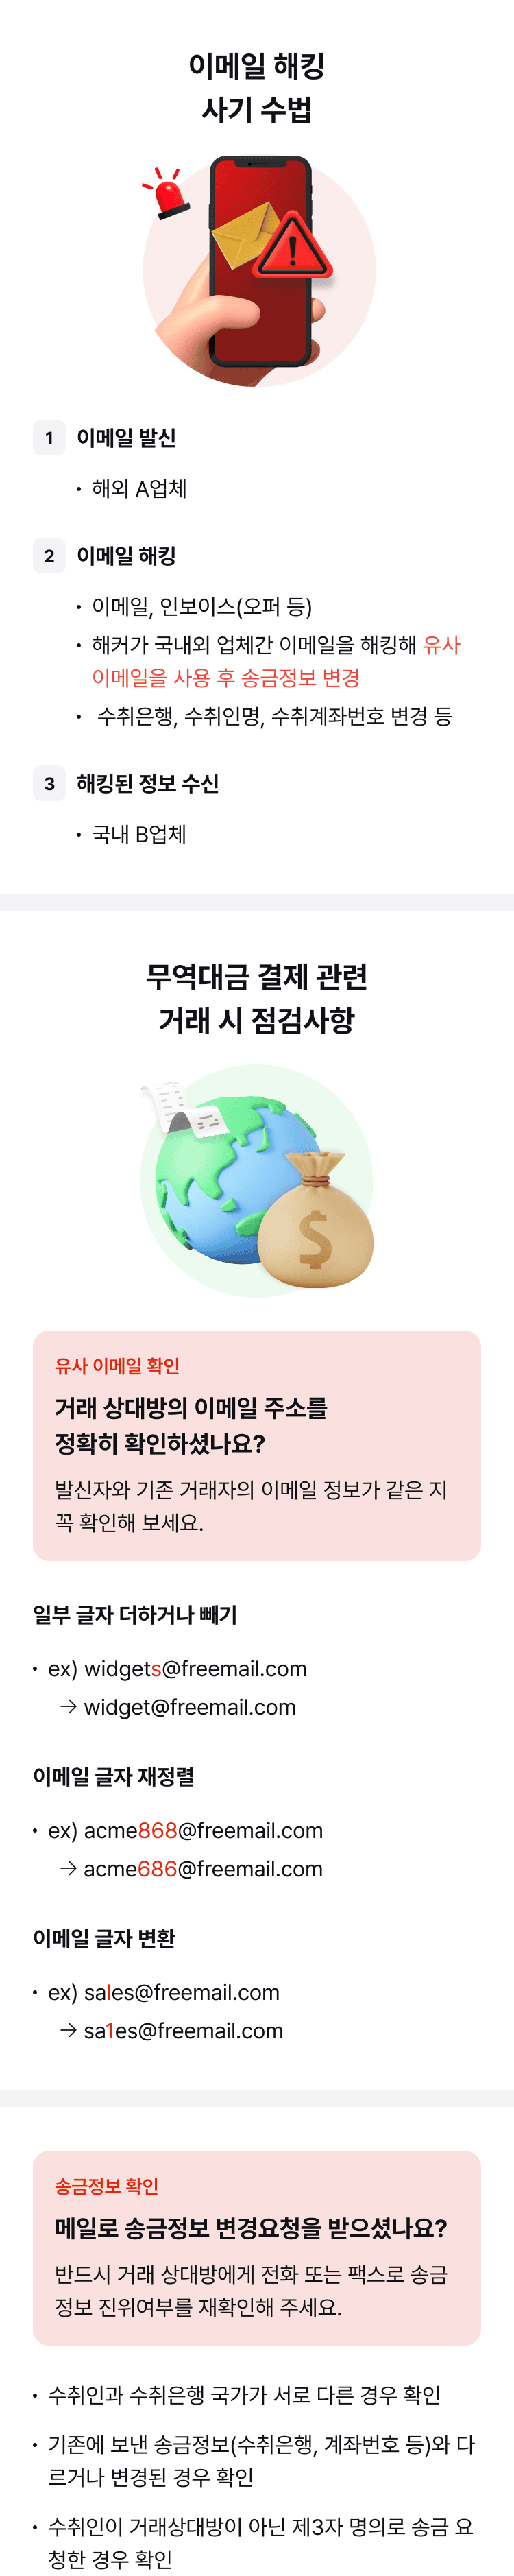 이메일 해킹
사기 수법
1 이메일 발신
• 해외 A업체
2 이메일 해킹
• 이메일, 인보이스(오퍼 등)
• 해커가 국내외 업체간 이메일을 해킹해 유사
이메일을 사용 후 송금정보 변경
• 수취은행, 수취인명, 수취계좌번호 변경 등
3 해킹된 정보 수신
• 국내 B업체
무역대금 결제 관련
거래 시 점검사항
$
유사 이메일 확인
거래 상대방의 이메일 주소를
정확히 확인하셨나요?
발신자와 기존 거래자의 이메일 정보가 같은 지
꼭 확인해 보세요.
일부 글자 더하거나 빼기
• ex) widgets@freemail.com
→ widget@freemail.com
이메일 글자 재정렬
• ex) acme868@freemail.com
→ acme686@freemail.com
이메일 글자 변환
• ex) sales@freemail.com
→ sa1es@freemail.com
송금정보 확인
메일로 송금정보 변경요청을 받으셨나요?
반드시 거래 상대방에게 전화 또는 팩스로 송금
정보 진위여부를 재확인해 주세요.
• 수취인과 수취은행 국가가 서로 다른 경우 확인
• 기존에 보낸 송금정보(수취은행, 계좌번호 등)와 다
르거나 변경된 경우 확인
• 수취인이 거래상대방이 아닌 제3자 명의로 송금 요
청한 경우 확인